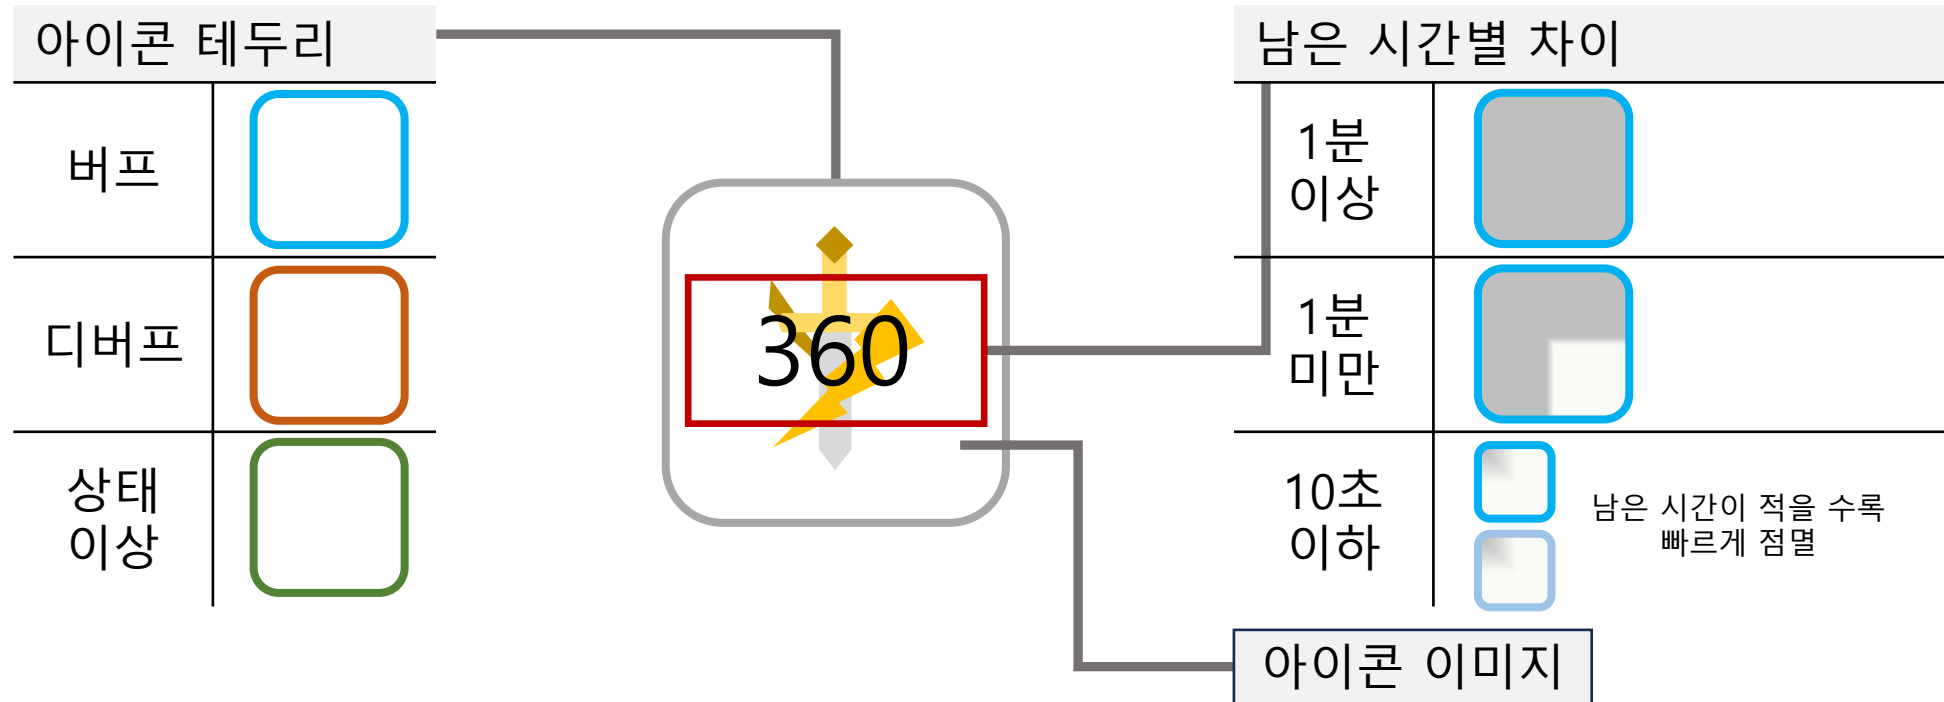 아이콘 테두리
버프
디버프
상태
이상
360
남은 시간별 차이
1분
이상
1분
미만
10초
이하
남은 시간이 적을 수록
빠르게 점멸
아이콘 이미지